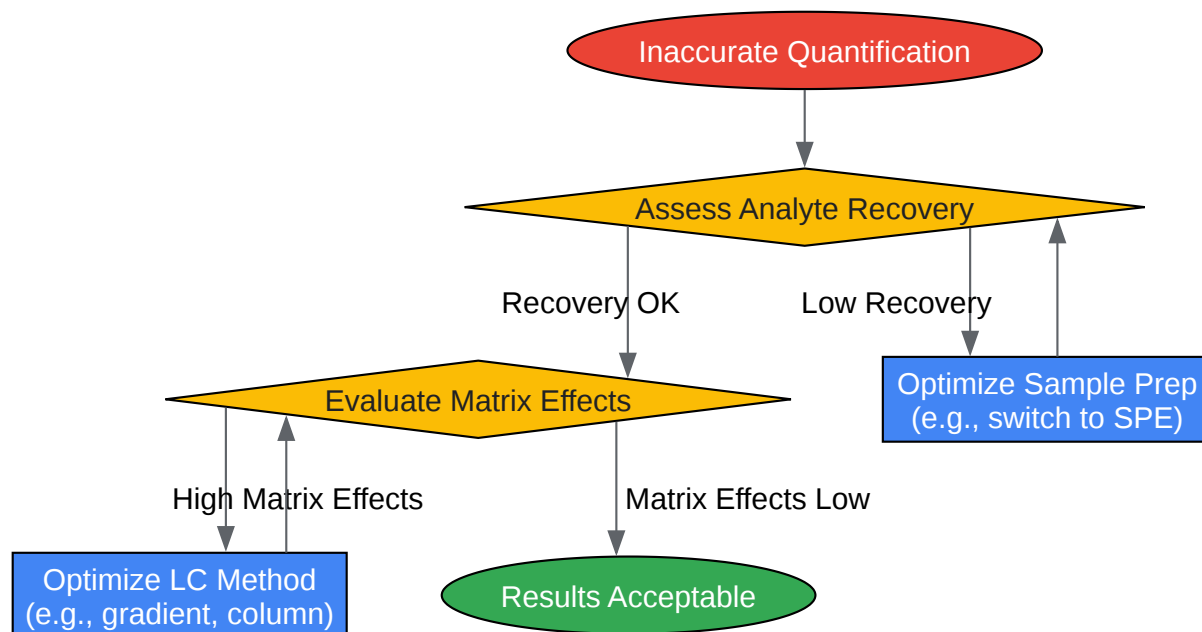 Inaccurate Quantification
Assess Analyte Recovery
Recovery OK
Low Recovery
Evaluate Matrix Effects
Optimize Sample Prep
(e.g., switch to SPE)
High Matrix Effects
Matrix Effects Low
Optimize LC Method
(e.g., gradient, column)
Results Acceptable